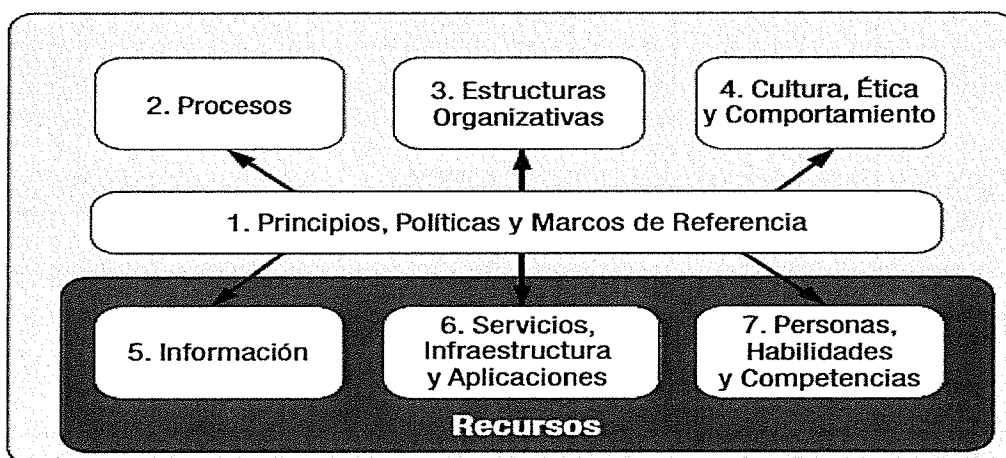 2. Procesos
3. Estructuras
Organizativas
4. Cultura, Ética
y Comportamiento
1. Principios, Políticas y Marcos de Referencia
5. Información
6. Servicios,
Infraestructura
y Aplicaciones
7. Personas,
Habilidades
y Competencias
Recursos